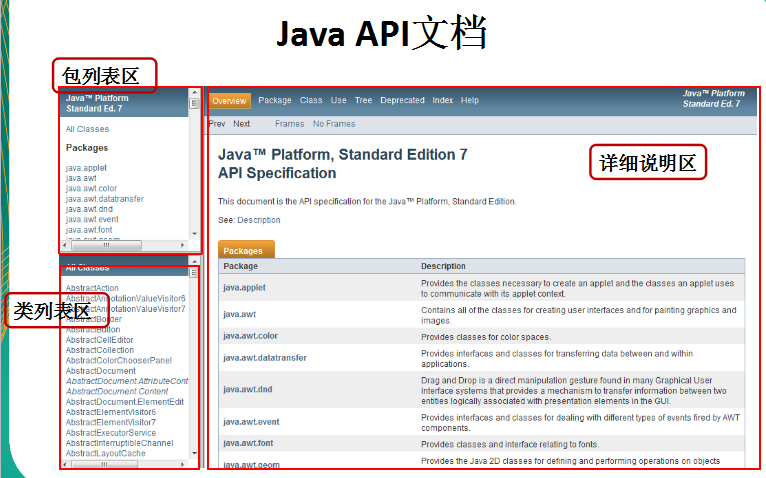 Java API文档
包列表区
Java™ Platform
Standard Ed. 7
All Classes
Packages
java.applet
java.awt
java.awt.color
java.awt.datatransfer
java.awt.dnd
java.awt.event
java.awt.font
java.awt.geom
All Classes
类列表区
AbstractAction
AbstractAnnotationValueVisitor6
AbstractAnnotationValueVisitor7
AbstractBorder
AbstractButton
AbstractCellEditor
AbstractCollection
AbstractColorChooserPanel
AbstractDocument
AbstractDocument.AttributeCont
AbstractDocument.Content
AbstractDocument.ElementEdit
AbstractElementVisitor6
AbstractElementVisitor7
AbstractExecutorService
AbstractInterruptibleChannel
AbstractLayoutCache
Overview Package Class Use Tree Deprecated Index Help
Java™ Platform
Standard Ed. 7
Prev Next Frames No Frames
详细说明区
Java™ Platform, Standard Edition 7
API Specification
This document is the API specification for the Java™ Platform, Standard Edition.
See: Description
Packages
Package Description
java.applet Provides the classes necessary to create an applet and the classes an applet uses
to communicate with its applet context.
java.awt Contains all of the classes for creating user interfaces and for painting graphics and
images.
java.awt.color Provides classes for color spaces.
java.awt.datatransfer Provides interfaces and classes for transferring data between and within
applications.
java.awt.dnd Drag and Drop is a direct manipulation gesture found in many Graphical User
Interface systems that provides a mechanism to transfer information between two
entities logically associated with presentation elements in the GUI.
java.awt.event Provides interfaces and classes for dealing with different types of events fired by AWT
components.
java.awt.font Provides classes and interface relating to fonts.
java.awt.geom Provides the Java 2D classes for defining and performing operations on objects